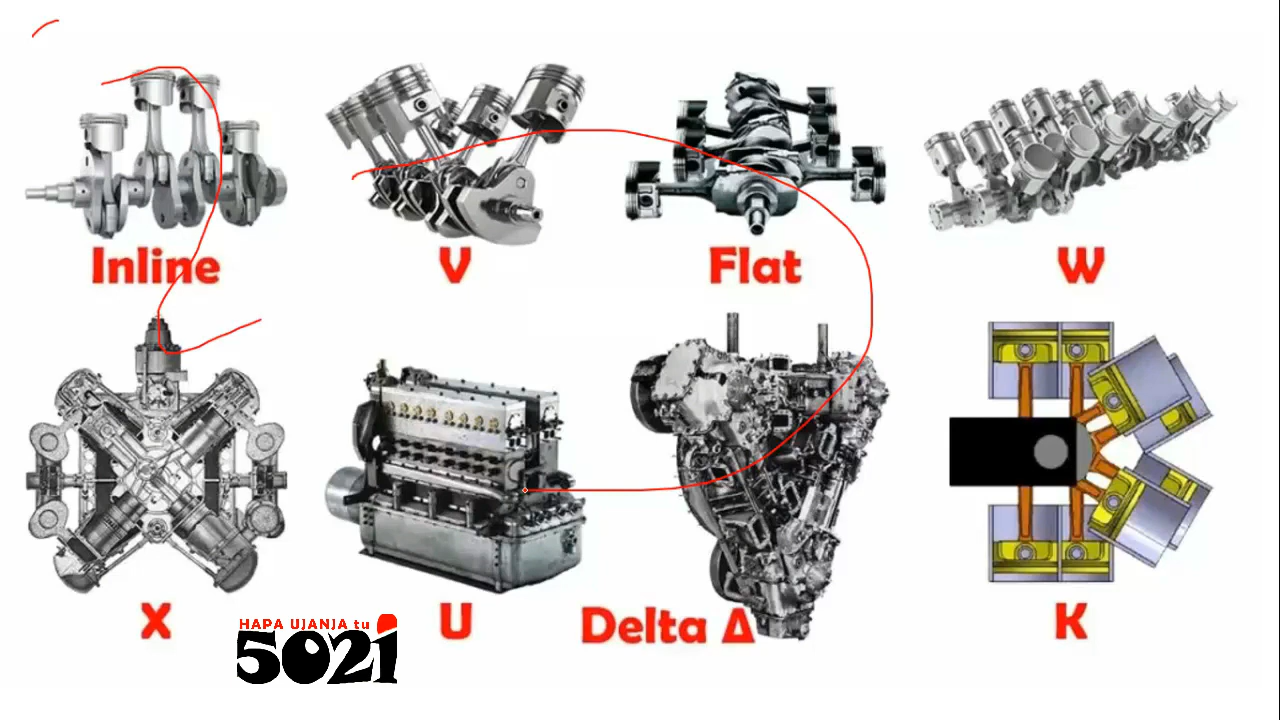 Inline
V
Flat
W
X
U
Delta Δ
K
HAPA UJANJA tu
5021